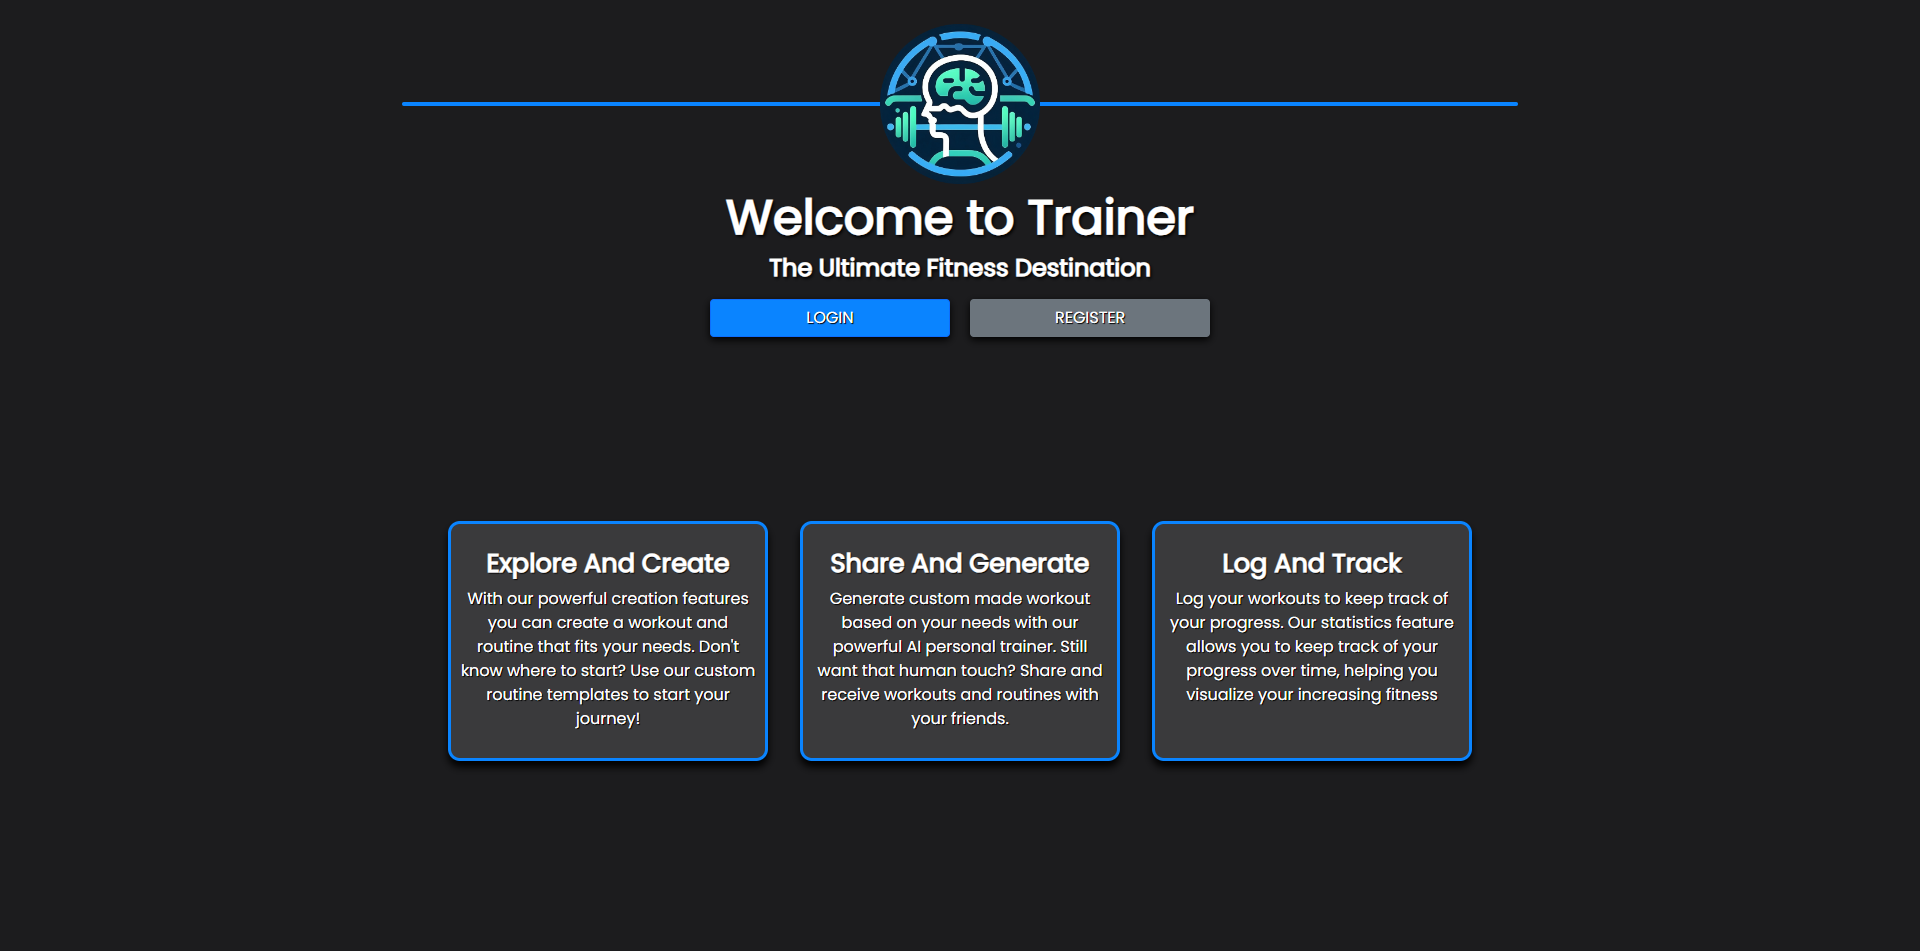 Welcome to Trainer
The Ultimate Fitness Destination
LOGIN
REGISTER
Explore And Create
With our powerful creation features
you can create a workout and
routine that fits your needs. Don't
know where to start? Use our custom
routine templates to start your
journey!
Share And Generate
Generate custom made workout
based on your needs with our
powerful AI personal trainer. Still
want that human touch? Share and
receive workouts and routines with
your friends.
Log And Track
Log your workouts to keep track of
your progress. Our statistics feature
allows you to keep track of your
progress over time, helping you
visualize your increasing fitness